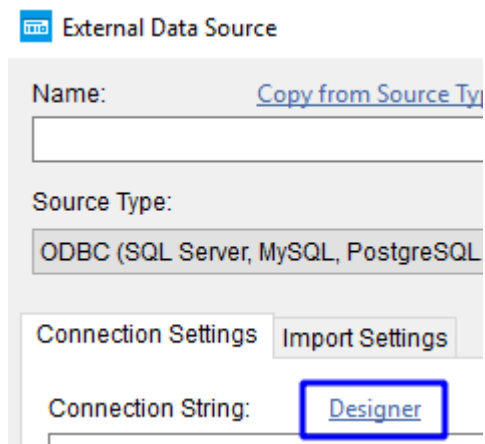 External Data Source
Name: Copy from Source Typ
Source Type:
ODBC (SQL Server, MySQL, PostgreSQL
Connection Settings Import Settings
Connection String: Designer